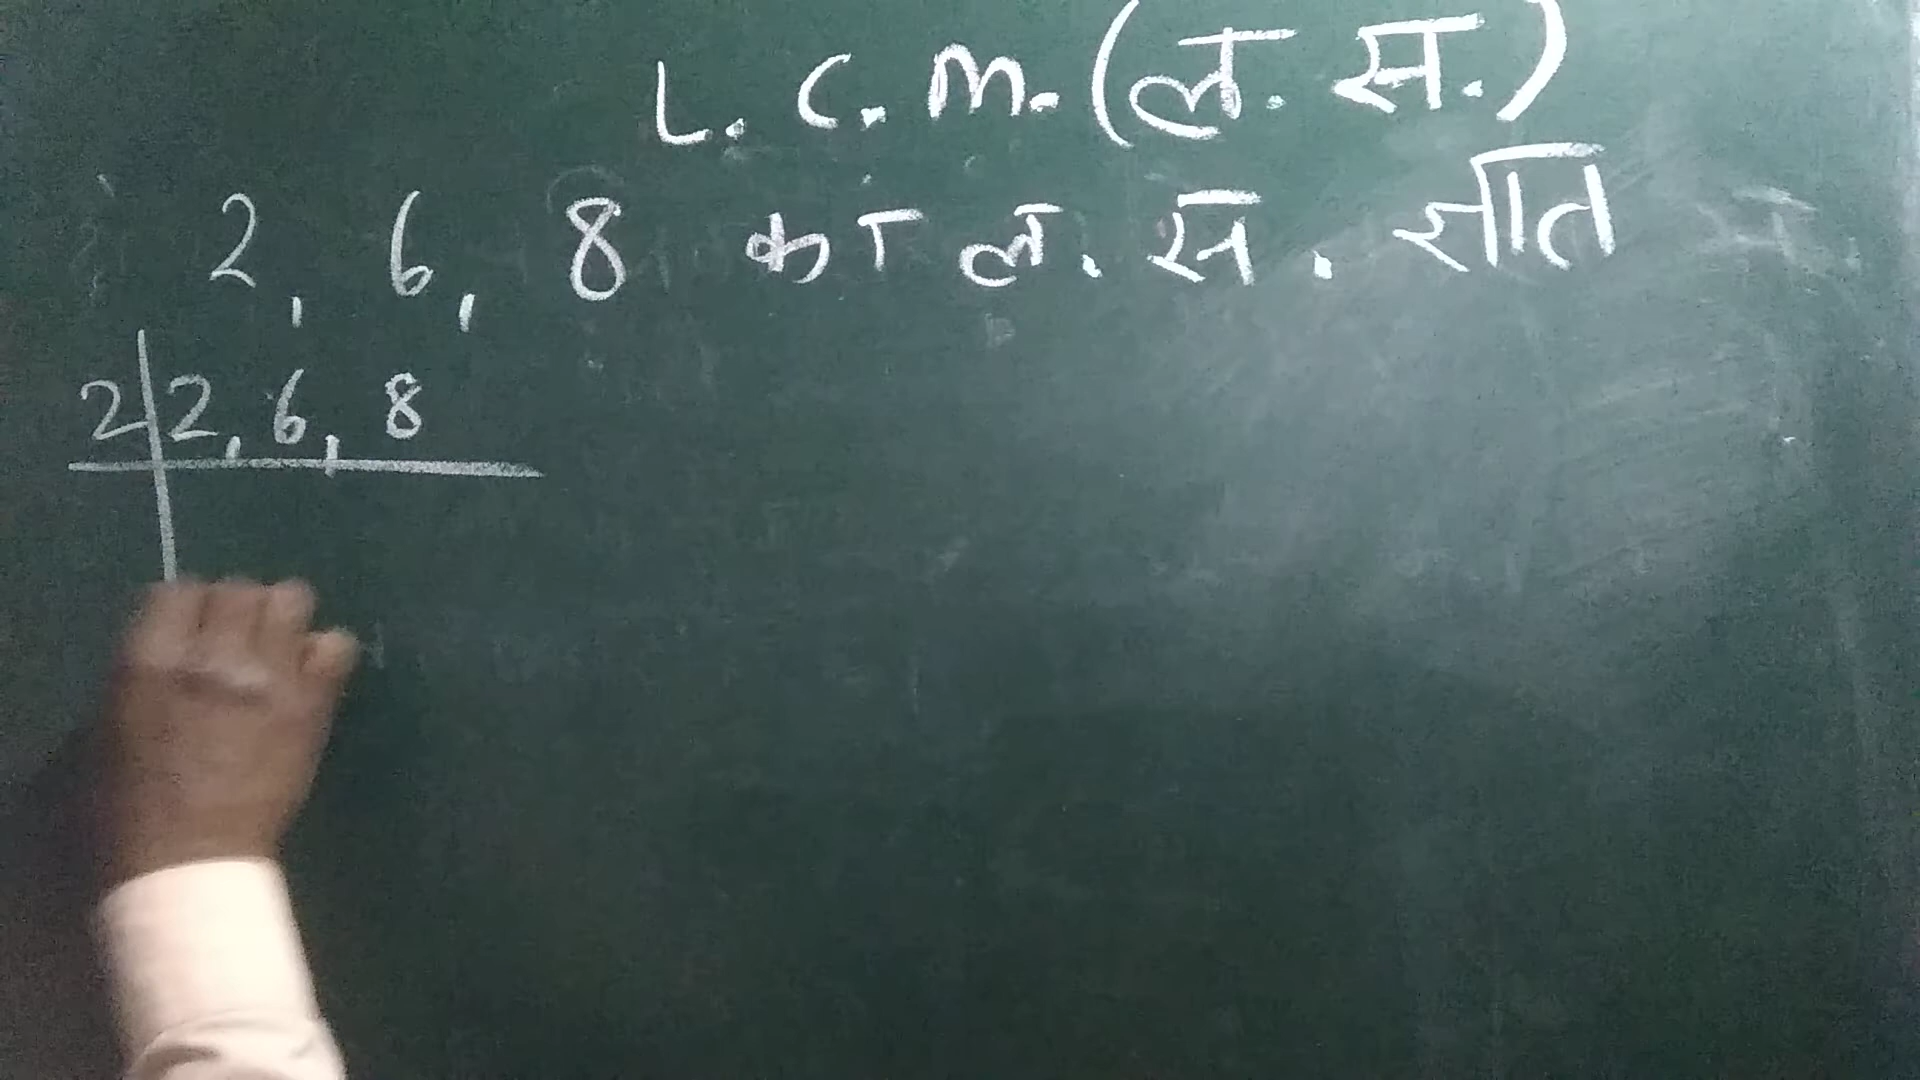 L.C.M.(ल.स.)
2, 6, 8 का ल.स. ज्ञात
2 2, 6, 8